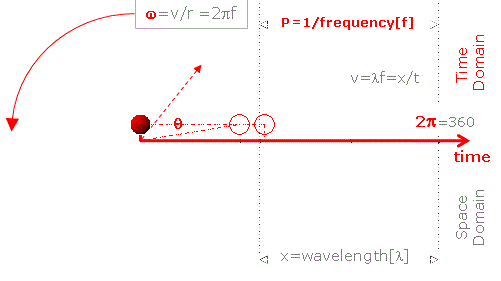 ω=v/r =2πf
P=1/frequency[f]
v=λf=x/t
Time
Domain
θ
2π=360
time
Space
Domain
x=wavelength[λ]